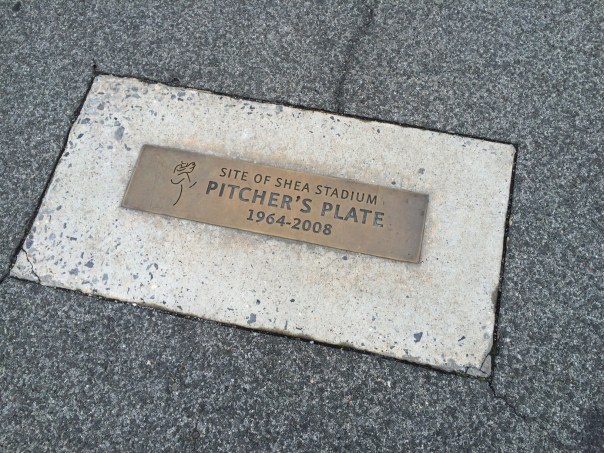 SITE OF SHEA STADIUM
PITCHER'S PLATE
1964-2008